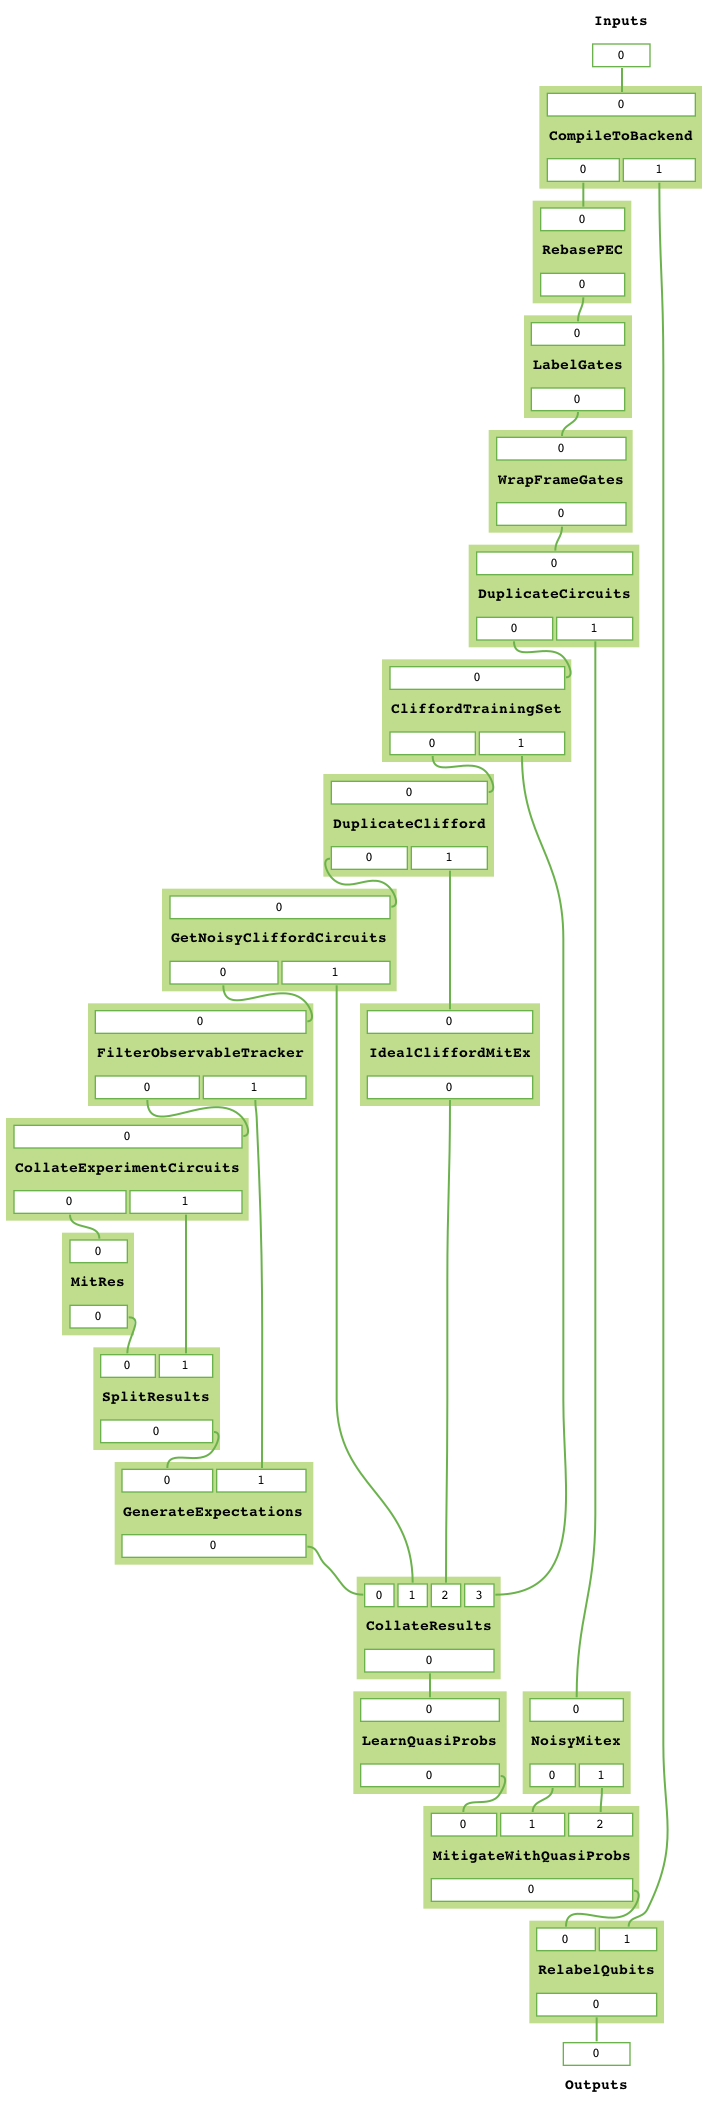 Inputs
0
0
CompileToBackend
0 1
0
RebasePEC
0
0
LabelGates
0
0
WrapFrameGates
0
0
DuplicateCircuits
0 1
0
CliffordTrainingSet
0 1
0
DuplicateClifford
0 1
0
GetNoisyCliffordCircuits
0 1
0 0
FilterObservableTracker IdealCliffordMitEx
0 1 0
0
CollateExperimentCircuits
0 1
0
MitRes
0
0 1
SplitResults
0
0 1
GenerateExpectations
0
0 1 2 3
CollateResults
0
0 0
LearnQuasiProbs NoisyMitex
0 0 1
0 1 2
MitigateWithQuasiProbs
0
0 1
RelabelQubits
0
0
Outputs